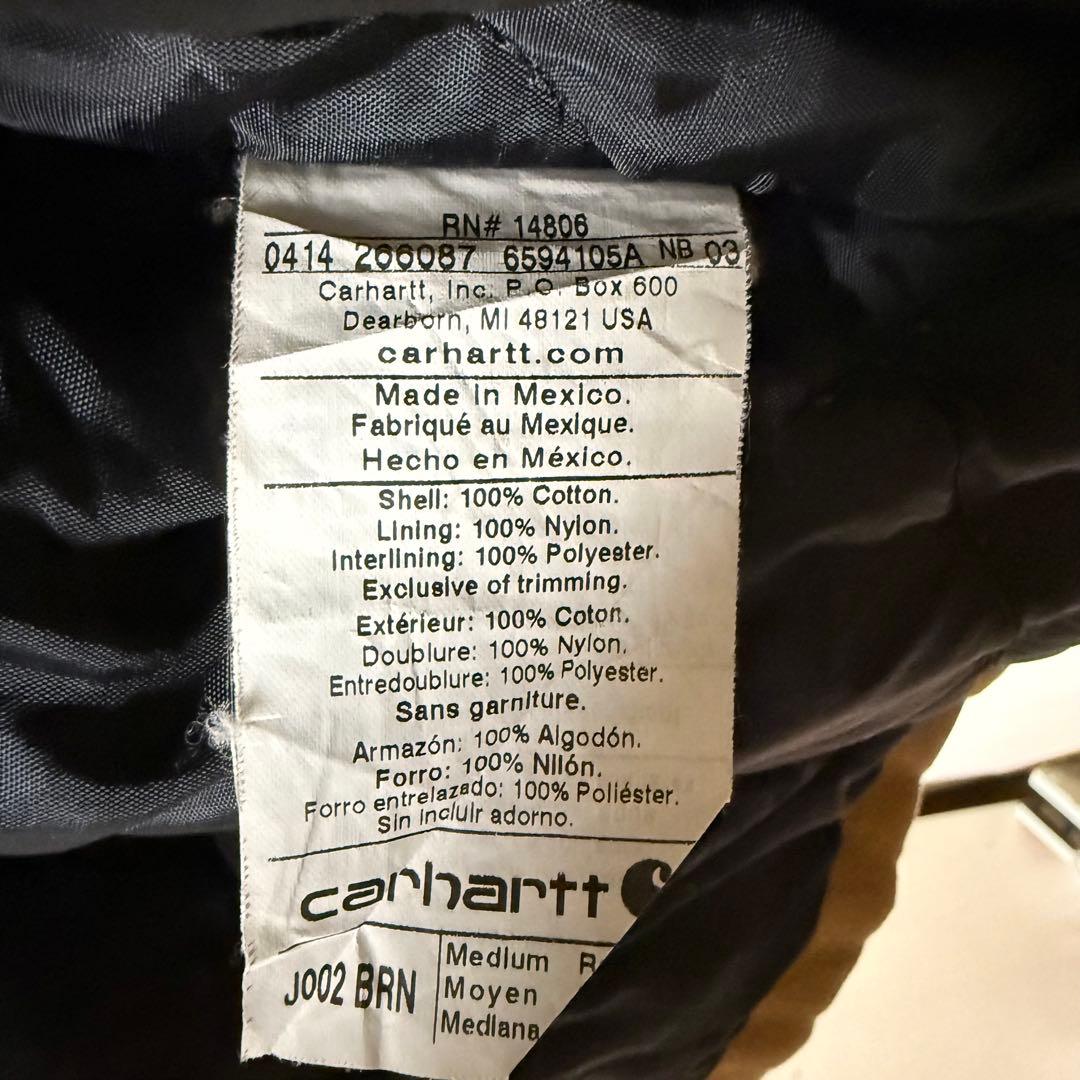 RN# 14806
0414 266087 6594105A NB 03
Carhartt, Inc. P.O. Box 600
Dearborn, MI 48121 USA
carhartt.com
Made in Mexico.
Fabriqué au Mexique.
Hecho en México.
Shell: 100% Cotton.
Lining: 100% Nylon.
Interlining: 100% Polyester.
Exclusive of trimming.
Extérieur: 100% Coton.
Doublure: 100% Nylon.
Entredoublure: 100% Polyester.
Sans garniture.
Armazón: 100% Algodón.
Forro: 100% Nilón.
Forro entrelazado: 100% Poliéster.
Sin incluir adorno.
carhartt
J002 BRN
Medium R
Moyen
Mediana